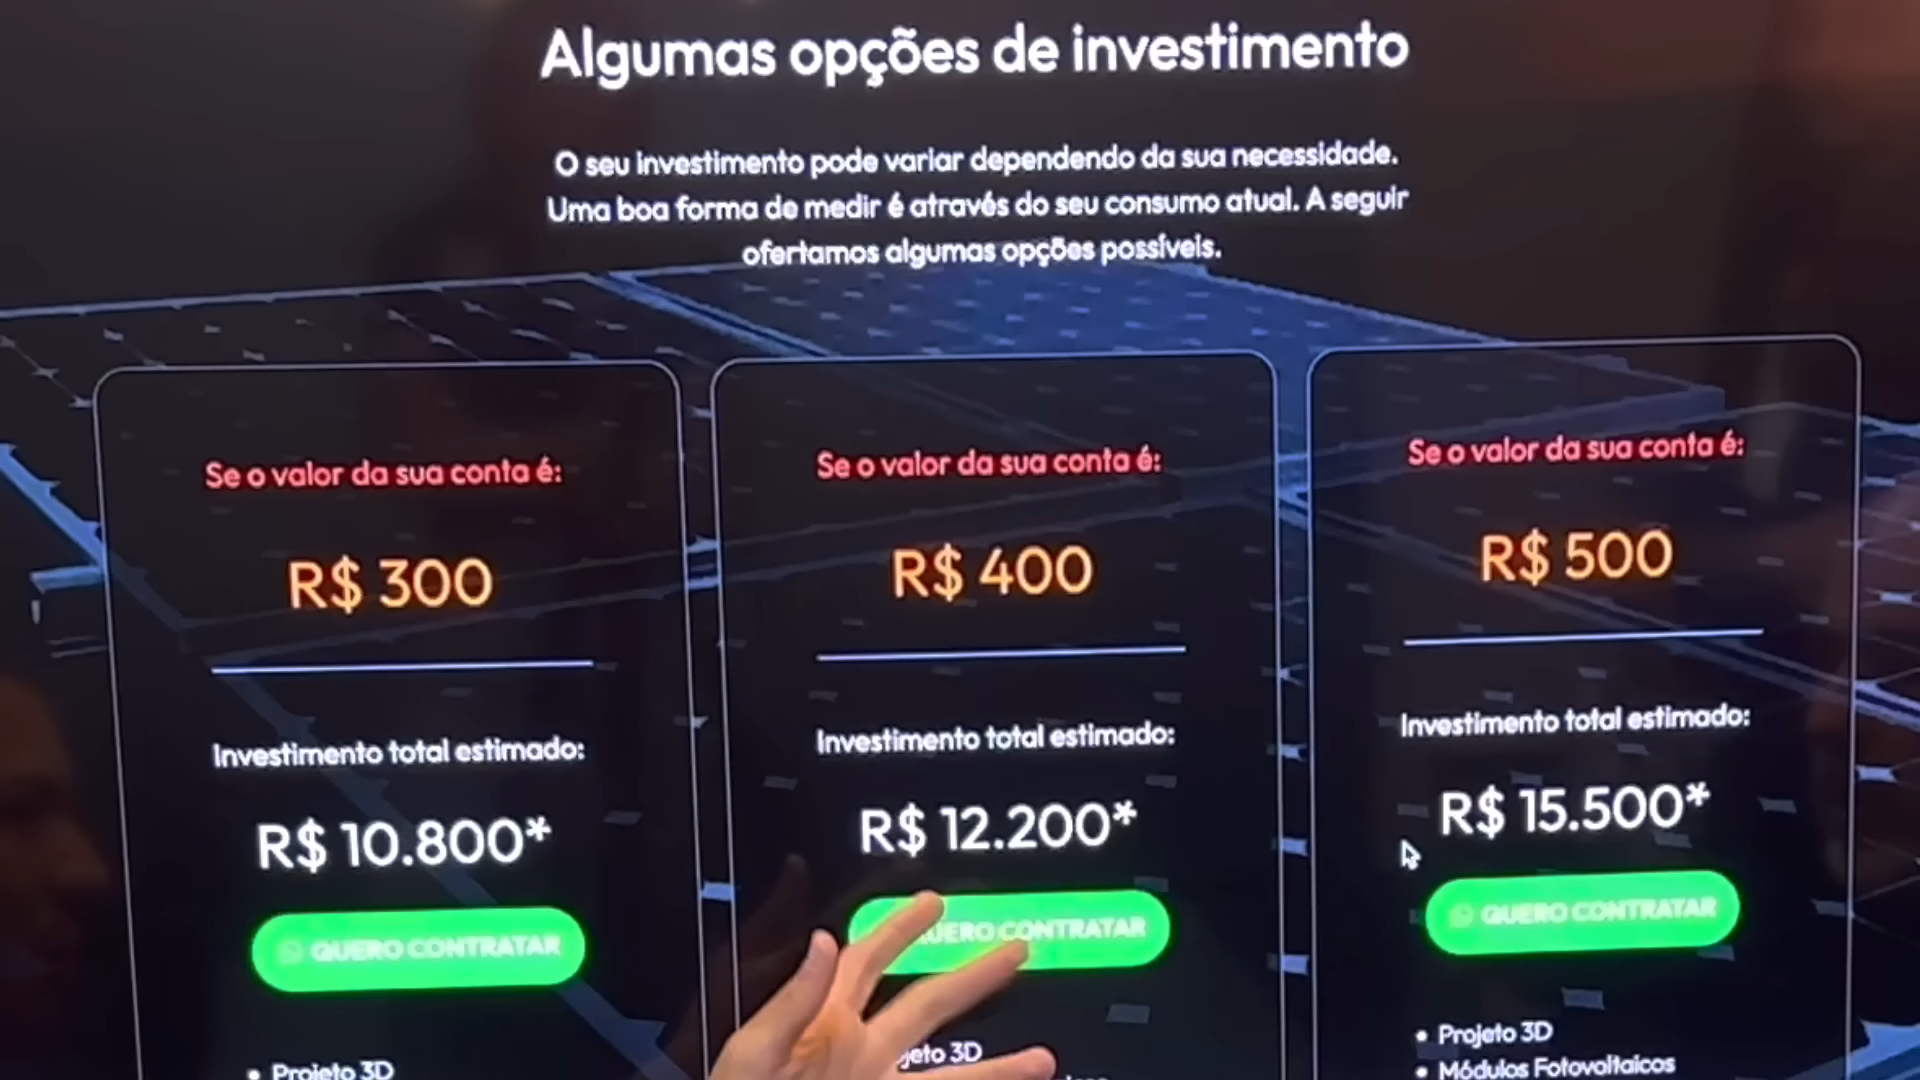 Algumas opções de investimento
O seu investimento pode variar dependendo da sua necessidade.
Uma boa forma de medir é através do seu consumo atual. A seguir
ofertamos algumas opções possíveis.
Se o valor da sua conta é:
R$ 300
Investimento total estimado:
R$ 10.800*
QUERO CONTRATAR
• Projeto 3D
Se o valor da sua conta é:
R$ 400
Investimento total estimado:
R$ 12.200*
CONTRATAR
3D
Se o valor da sua conta é:
R$ 500
Investimento total estimado:
R$ 15.500*
QUERO CONTRATAR
• Projeto 3D
• Módulos Fotovoltaicos